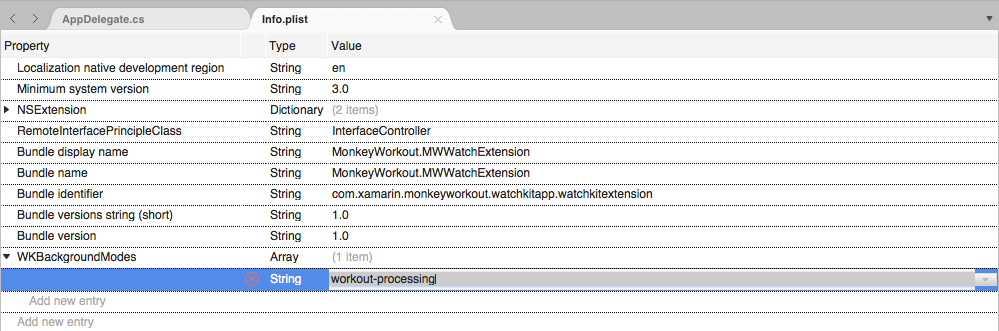 AppDelegate.cs Info.plist
Property Type Value
Localization native development region String en
Minimum system version String 3.0
NSExtension Dictionary (2 items)
RemoteInterfacePrincipleClass String InterfaceController
Bundle display name String MonkeyWorkout.MWWatchExtension
Bundle name String MonkeyWorkout.MWWatchExtension
Bundle identifier String com.xamarin.monkeyworkout.watchkitapp.watchkitextension
Bundle versions string (short) String 1.0
Bundle version String 1.0
WKBackgroundModes Array (1 item)
String workout-processing
Add new entry
Add new entry